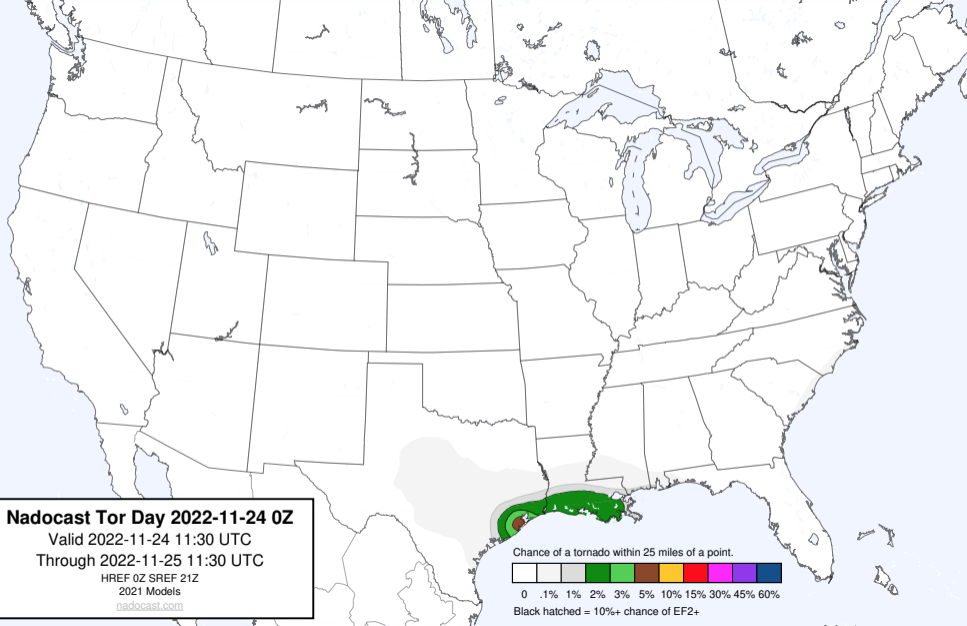 Nadocast Tor Day 2022-11-24 0Z
Valid 2022-11-24 11:30 UTC
Through 2022-11-25 11:30 UTC
HREF 0Z SREF 21Z
2021 Models
nadocast.com
Chance of a tornado within 25 miles of a point.
0 .1% 1% 2% 3% 5% 10% 15% 30% 45% 60%
Black hatched = 10%+ chance of EF2+